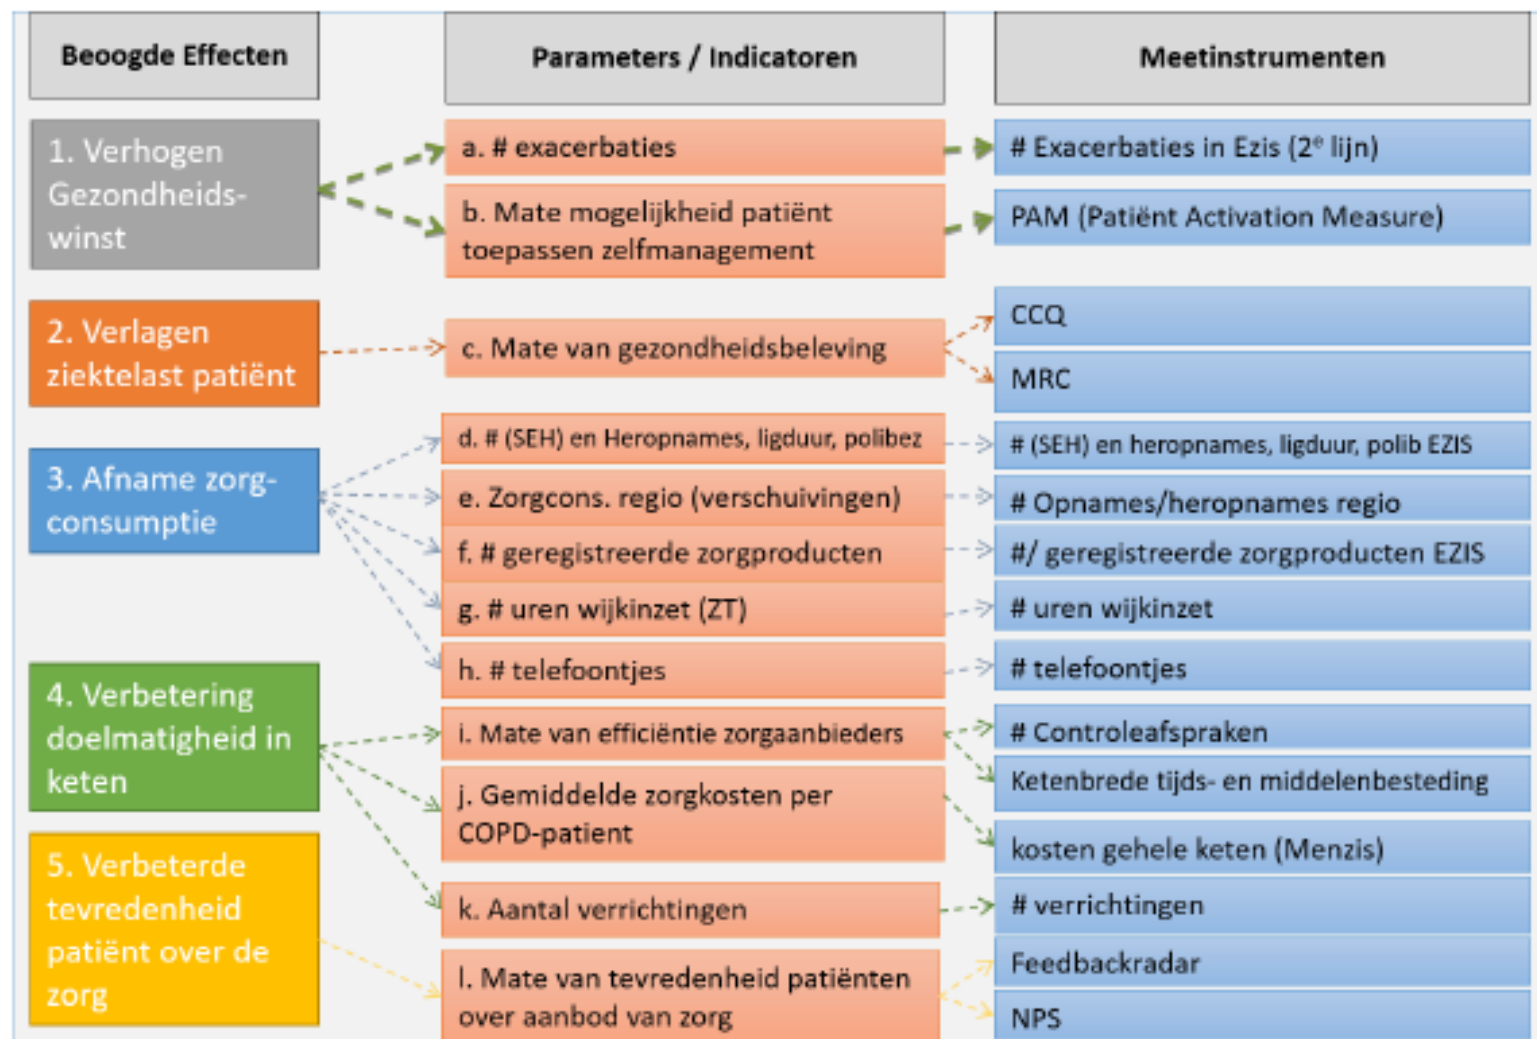 Beoogde Effecten
Parameters / Indicatoren
Meetinstrumenten
1. Verhogen
Gezondheids-
winst
a. # exacerbaties
# Exacerbaties in Ezis (2e lijn)
b. Mate mogelijkheid patiënt
toepassen zelfmanagement
PAM (Patiënt Activation Measure)
2. Verlagen
ziektelast patiënt
c. Mate van gezondheidsbeleving
CCQ
MRC
3. Afname zorg-
consumptie
d. # (SEH) en Heropnames, ligduur, polibez
# (SEH) en heropnames, ligduur, polib EZIS
e. Zorgcons. regio (verschuivingen)
# Opnames/heropnames regio
f. # geregistreerde zorgproducten
#/ geregistreerde zorgproducten EZIS
g. # uren wijkinzet (ZT)
# uren wijkinzet
h. # telefoontjes
# telefoontjes
4. Verbetering
doelmatigheid in
keten
i. Mate van efficiëntie zorgaanbieders
# Controleafspraken
Ketenbrede tijds- en middelenbesteding
j. Gemiddelde zorgkosten per
COPD-patient
kosten gehele keten (Menzis)
k. Aantal verrichtingen
# verrichtingen
5. Verbeterde
tevredenheid
patiënt over de
zorg
l. Mate van tevredenheid patiënten
over aanbod van zorg
Feedbackradar
NPS